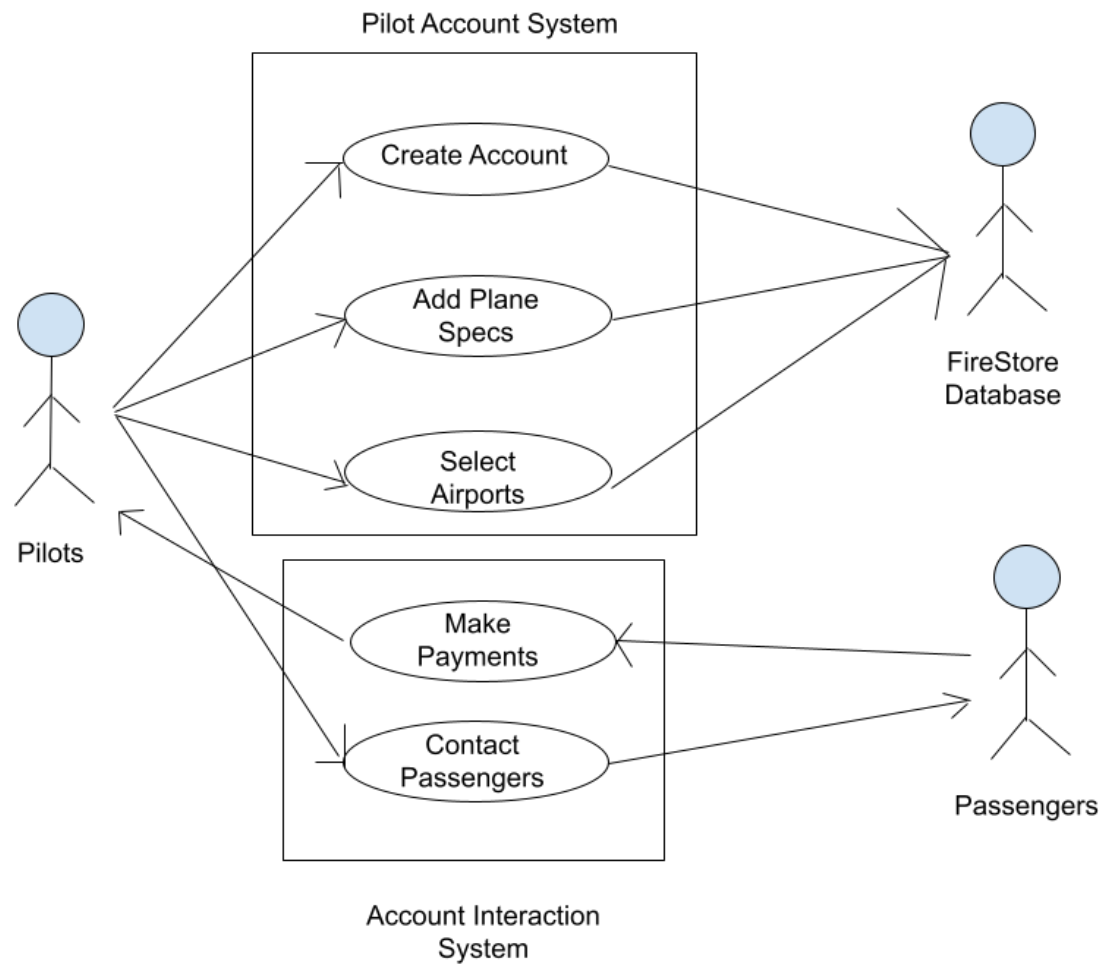 Pilot Account System
Create Account
Add Plane
Specs
Select
Airports
FireStore
Database
Pilots
Make
Payments
Contact
Passengers
Passengers
Account Interaction
System